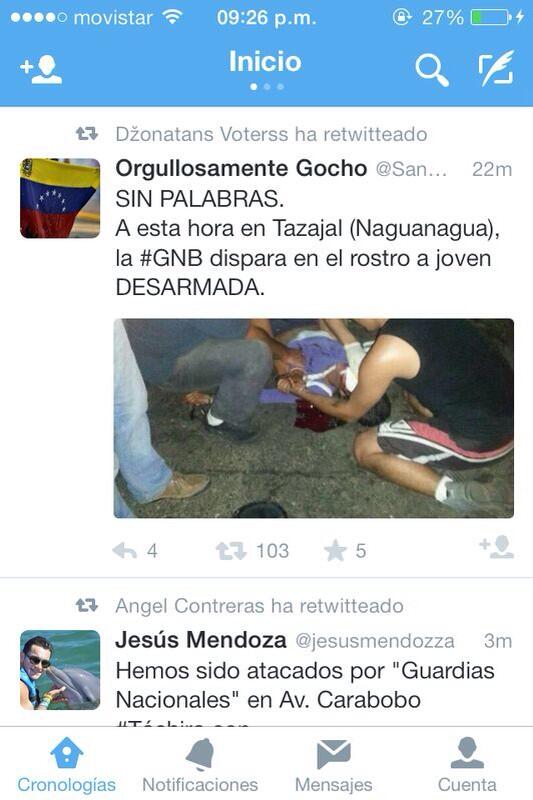 movistar 09:26 p.m. 27%
Inicio
Džonatans Voterss ha retwitteado
Orgullosamente Gocho @San... 22m
SIN PALABRAS.
A esta hora en Tazajal (Naguanagua),
la #GNB dispara en el rostro a joven
DESARMADA.
4 103 5
Angel Contreras ha retwitteado
Jesús Mendoza @jesusmendozza 3m
Hemos sido atacados por "Guardias
Nacionales" en Av. Carabobo
#Táchira con
Cronologías Notificaciones Mensajes Cuenta